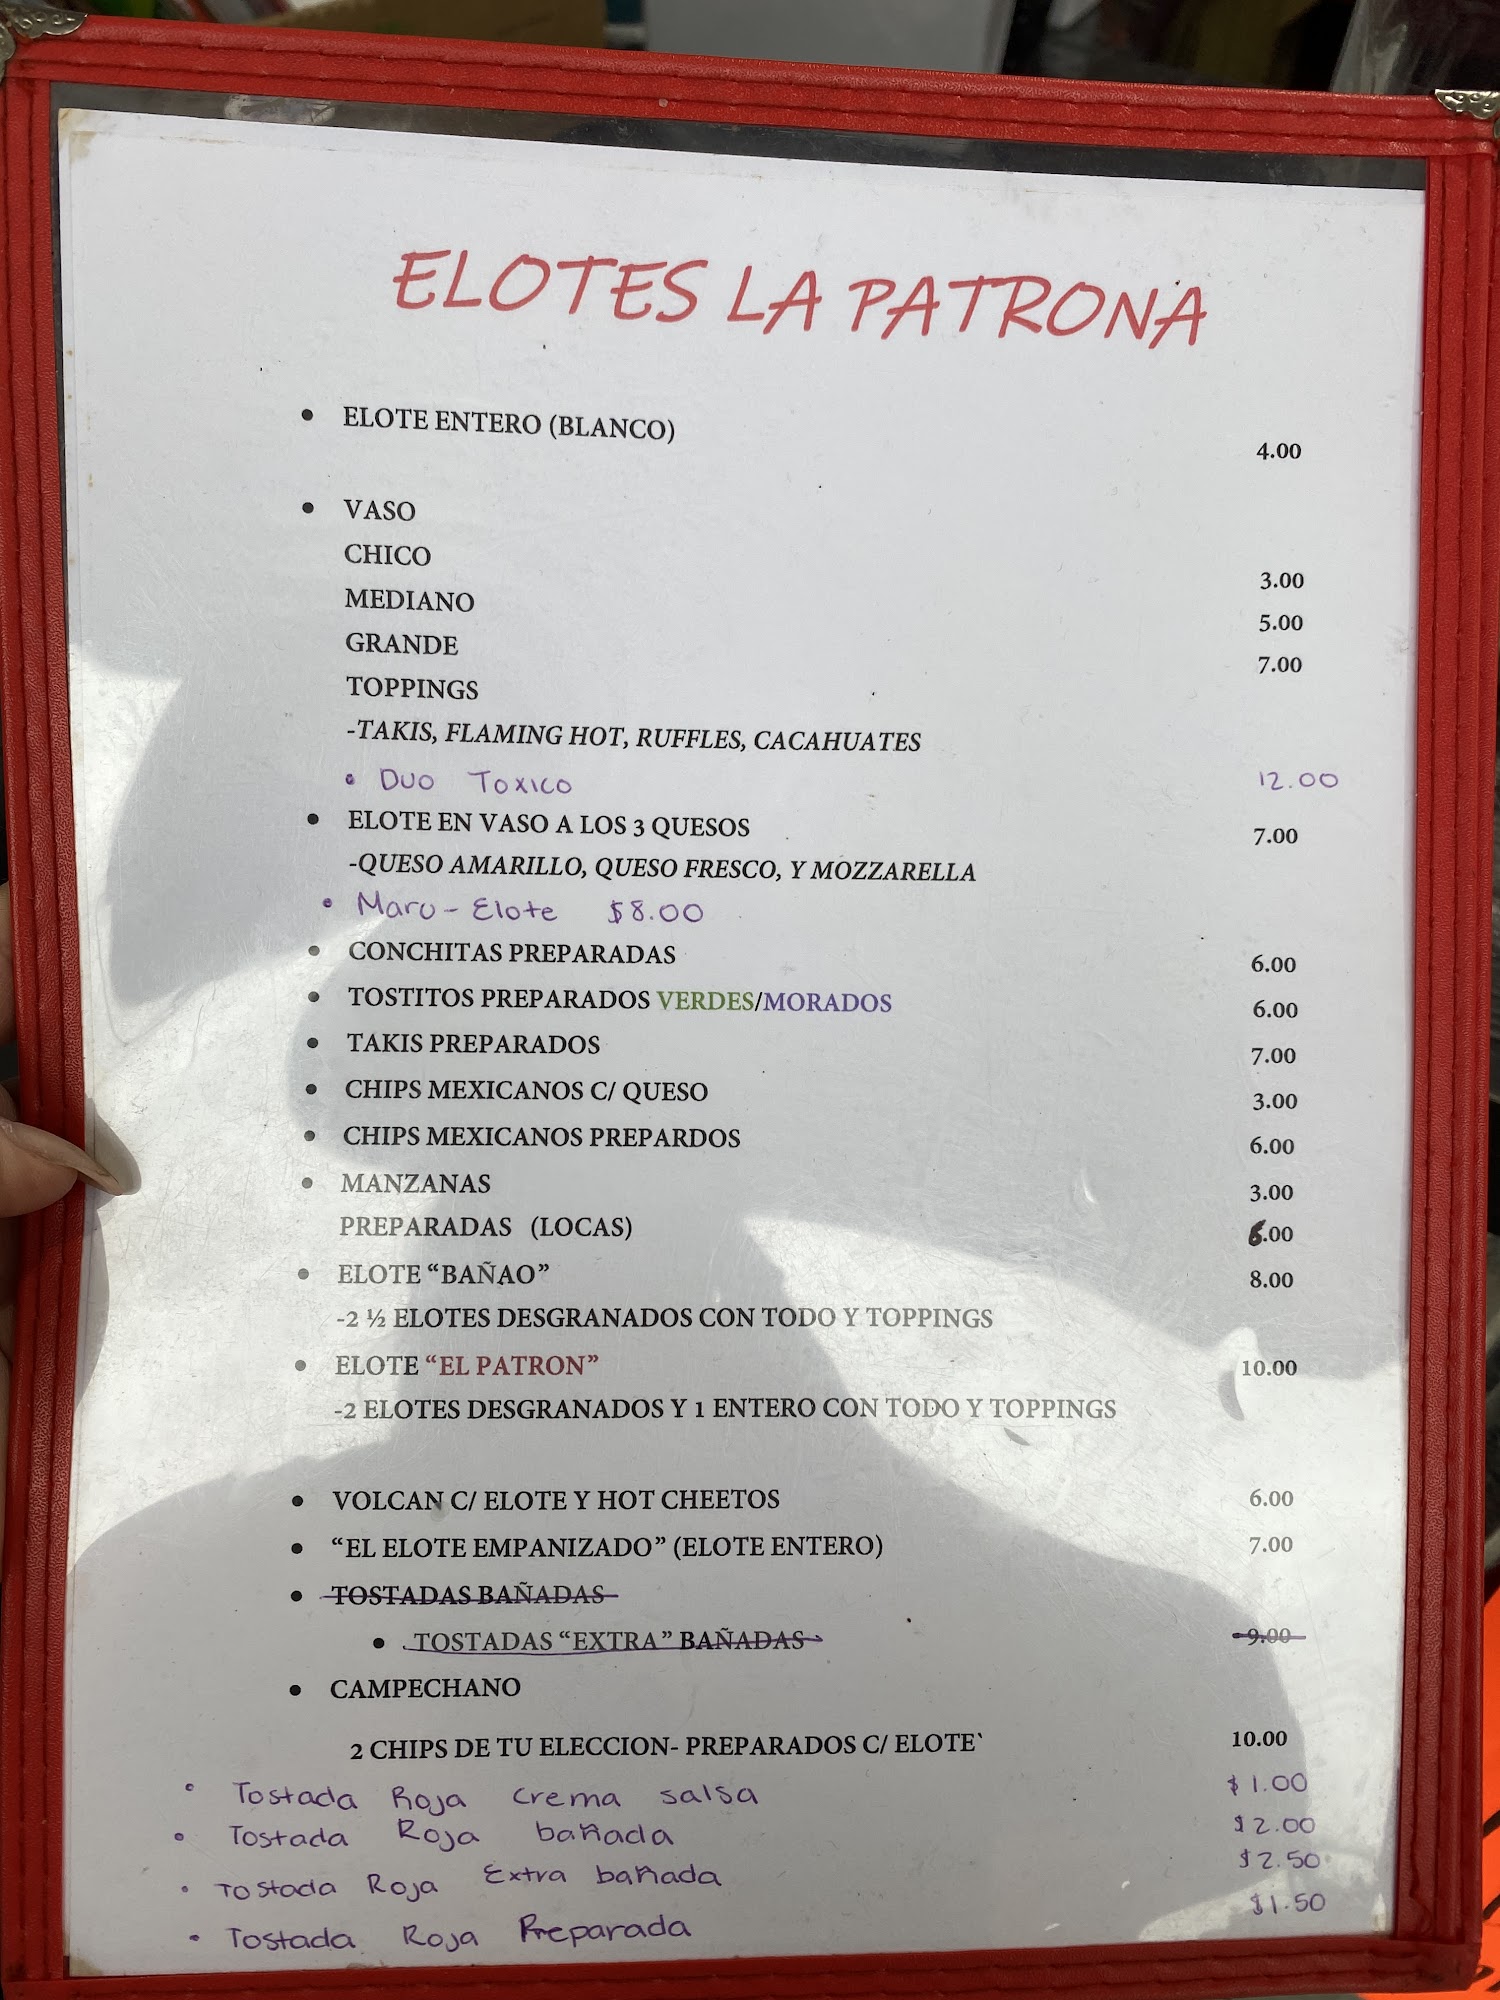 ELOTES LA PATRONA
• ELOTE ENTERO (BLANCO) 4.00
• VASO
CHICO 3.00
MEDIANO 5.00
GRANDE 7.00
TOPPINGS
-TAKIS, FLAMING HOT, RUFFLES, CACAHUATES
• DUO TOXICO 12.00
• ELOTE EN VASO A LOS 3 QUESOS 7.00
-QUESO AMARILLO, QUESO FRESCO, Y MOZZARELLA
• Maru-Elote $8.00
• CONCHITAS PREPARADAS 6.00
• TOSTITOS PREPARADOS VERDES/MORADOS 6.00
• TAKIS PREPARADOS 7.00
• CHIPS MEXICANOS C/ QUESO 3.00
• CHIPS MEXICANOS PREPARDOS 6.00
• MANZANAS 3.00
PREPARADAS (LOCAS) 6.00
• ELOTE “BAÑAO” 8.00
-2 ½ ELOTES DESGRANADOS CON TODO Y TOPPINGS
• ELOTE “EL PATRON” 10.00
-2 ELOTES DESGRANADOS Y 1 ENTERO CON TODO Y TOPPINGS
• VOLCAN C/ ELOTE Y HOT CHEETOS 6.00
• “EL ELOTE EMPANIZADO” (ELOTE ENTERO) 7.00
• TOSTADAS BAÑADAS
• TOSTADAS “EXTRA” BAÑADAS 9.00
• CAMPECHANO
2 CHIPS DE TU ELECCION- PREPARADOS C/ ELOTE` 10.00
• Tostada Roja crema salsa $1.00
• Tostada Roja bañada $2.00
• Tostada Roja Extra bañada $2.50
• Tostada Roja Preparada $1.50